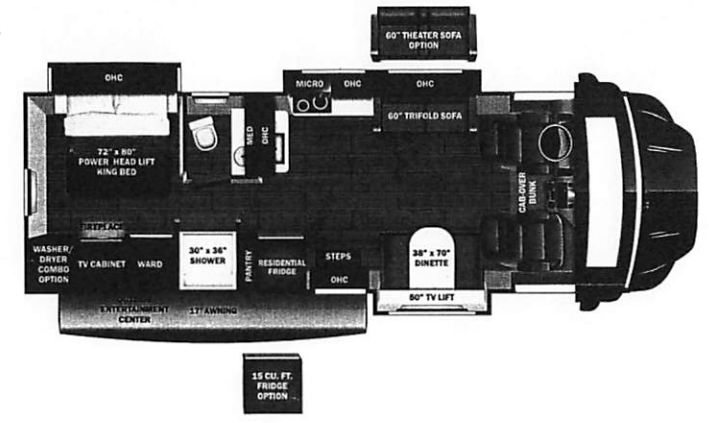 60" THEATER SOFA
OPTION
OHC
MICRO
OHC
OHC
60" TRIFOLD SOFA
MED
OHC
72" x 80"
POWER HEAD LIFT
KING BED
CAB-OVER
BUNK
FIREPLACE
WASHER/
DRYER
COMBO
OPTION
TV CABINET
WARD
30" x 36"
SHOWER
PANTRY
RESIDENTIAL
FRIDGE
STEPS
OHC
38" x 70"
DINETTE
50" TV LIFT
ENTERTAINMENT
CENTER
17' AWNING
15 CU. FT.
FRIDGE
OPTION